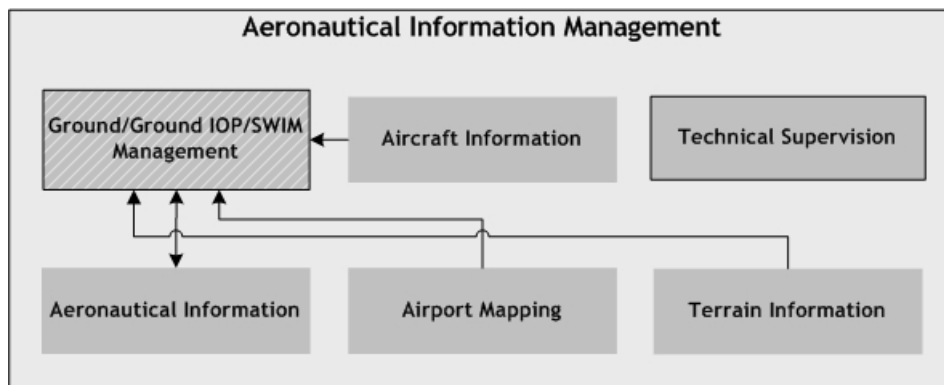 Aeronautical Information Management
Ground/Ground IOP/SWIM
Management
Aircraft Information
Technical Supervision
Aeronautical Information
Airport Mapping
Terrain Information